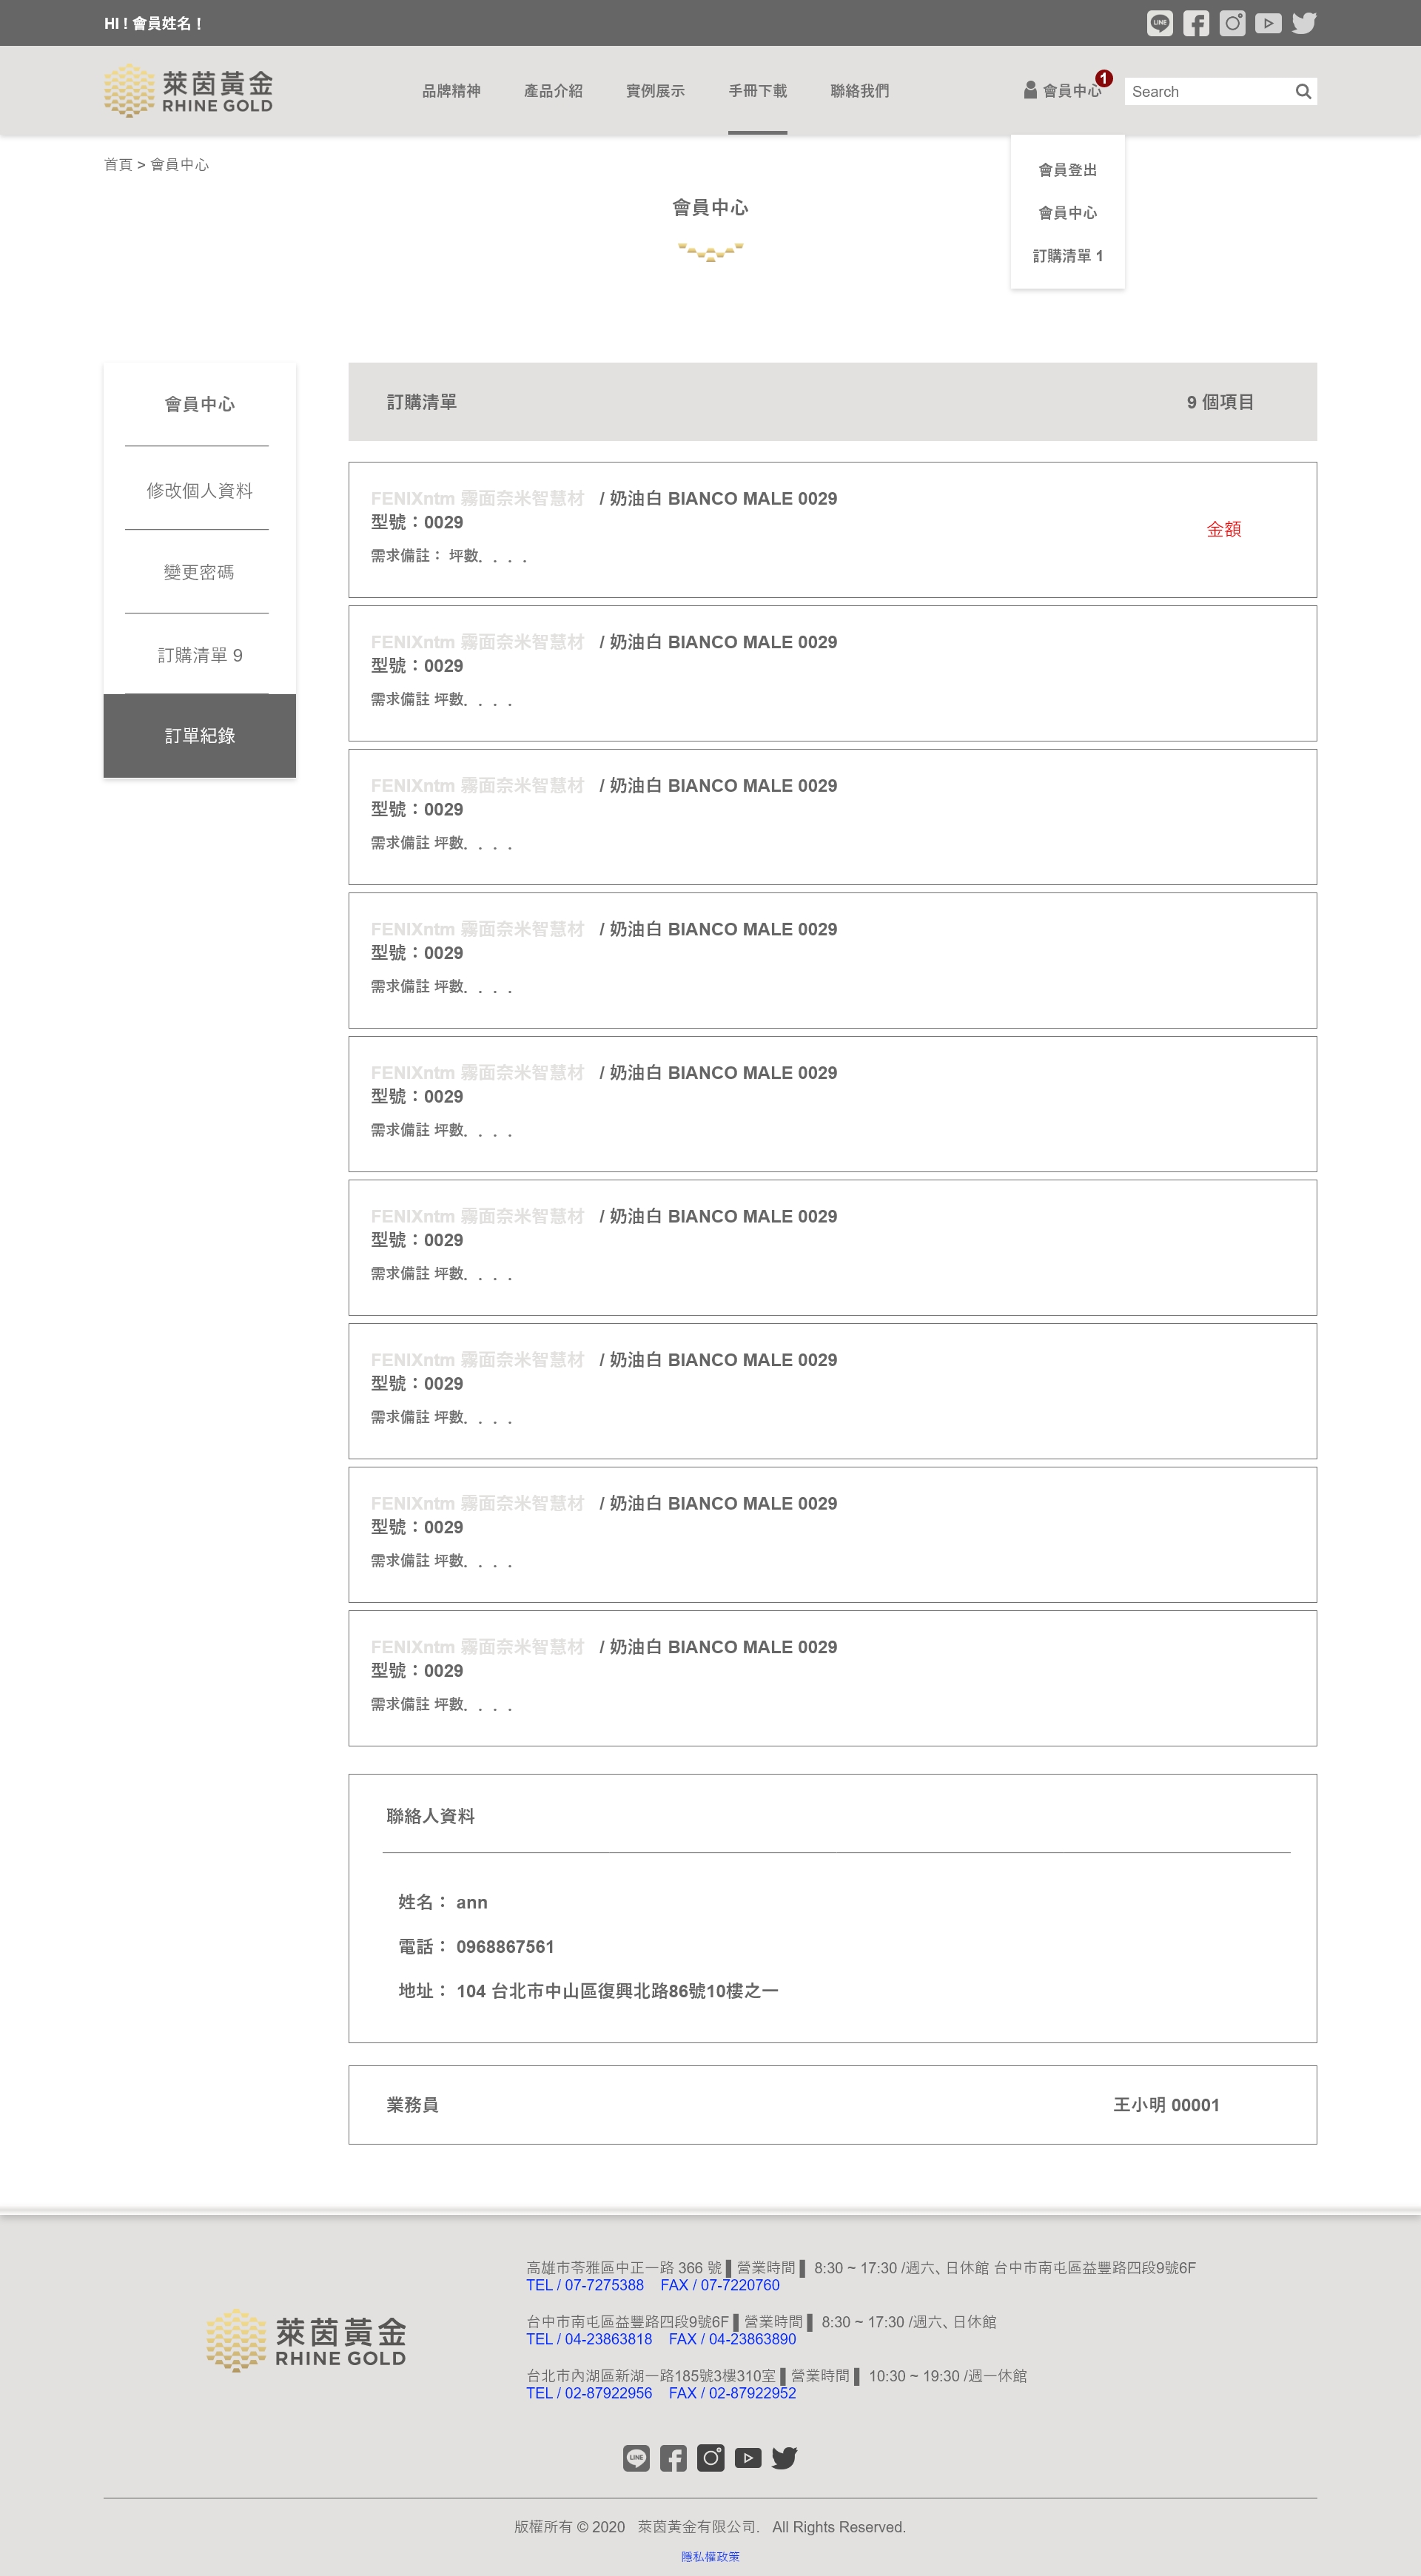 HI ! 會員姓名 !
萊茵黃金
RHINE GOLD
品牌精神 產品介紹 實例展示 手冊下載 聯絡我們
會員中心 1
Search
首頁 > 會員中心
會員登出
會員中心
訂購清單 1
會員中心
會員中心
修改個人資料
變更密碼
訂購清單 9
訂單紀錄
訂購清單 9 個項目
FENIXntm 霧面奈米智慧材 / 奶油白 BIANCO MALE 0029
型號：0029
金額
需求備註： 坪數. . . .
FENIXntm 霧面奈米智慧材 / 奶油白 BIANCO MALE 0029
型號：0029
需求備註 坪數. . . .
FENIXntm 霧面奈米智慧材 / 奶油白 BIANCO MALE 0029
型號：0029
需求備註 坪數. . . .
FENIXntm 霧面奈米智慧材 / 奶油白 BIANCO MALE 0029
型號：0029
需求備註 坪數. . . .
FENIXntm 霧面奈米智慧材 / 奶油白 BIANCO MALE 0029
型號：0029
需求備註 坪數. . . .
FENIXntm 霧面奈米智慧材 / 奶油白 BIANCO MALE 0029
型號：0029
需求備註 坪數. . . .
FENIXntm 霧面奈米智慧材 / 奶油白 BIANCO MALE 0029
型號：0029
需求備註 坪數. . . .
FENIXntm 霧面奈米智慧材 / 奶油白 BIANCO MALE 0029
型號：0029
需求備註 坪數. . . .
FENIXntm 霧面奈米智慧材 / 奶油白 BIANCO MALE 0029
型號：0029
需求備註 坪數. . . .
聯絡人資料
姓名： ann
電話： 0968867561
地址： 104 台北市中山區復興北路86號10樓之一
業務員 王小明 00001
萊茵黃金
RHINE GOLD
高雄市苓雅區中正一路 366 號 ▌營業時間 ▌ 8:30 ~ 17:30 /週六、日休館 台中市南屯區益豐路四段9號6F
TEL / 07-7275388 FAX / 07-7220760
台中市南屯區益豐路四段9號6F ▌營業時間 ▌ 8:30 ~ 17:30 /週六、日休館
TEL / 04-23863818 FAX / 04-23863890
台北市內湖區新湖一路185號3樓310室 ▌營業時間 ▌ 10:30 ~ 19:30 /週一休館
TEL / 02-87922956 FAX / 02-87922952
LINE
版權所有 © 2020 萊茵黃金有限公司. All Rights Reserved.
隱私權政策